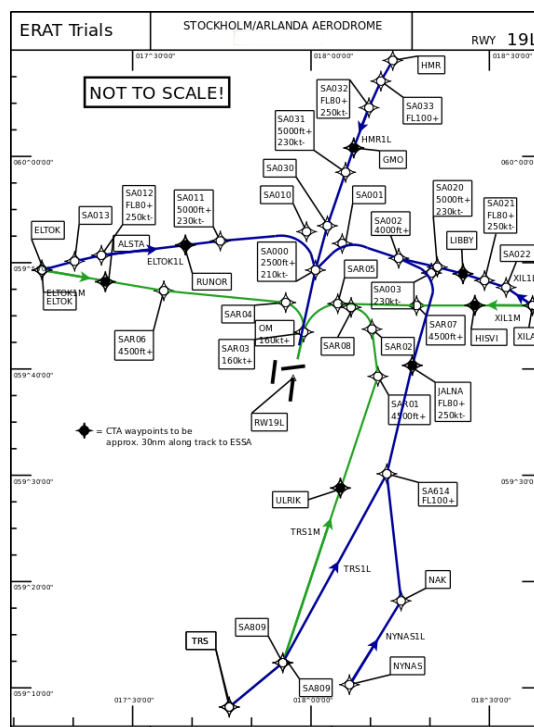 ERAT Trials
STOCKHOLM/ARLANDA AERODROME
RWY 19L
017°30'00"
018°00'00"
018°30'00"
NOT TO SCALE!
HMR
SA032
FL80+
250kt-
SA033
FL100+
SA031
5000ft+
230kt-
HMR1L
GMO
060°00'00"
060°00'00"
SA030
SA012
FL80+
250kt-
SA011
5000ft+
230kt-
SA010
SA001
SA020
5000ft+
230kt-
SA021
FL80+
250kt-
ELTOK
SA013
ALSTA
SA002
4000ft+
LIBBY
SA022
ELTOK1L
RUNOR
SA000
2500ft+
210kt-
SAR05
SA003
230kt-
XIL1L
ELTOK1M
ELTOK
SAR04
OM
160kt+
XIL1M
XILA
SAR06
4500ft+
SAR03
160kt+
SAR08
SAR02
SAR07
4500ft+
HISVI
059°40'00"
RW19L
SAR01
4500ft+
JALNA
FL80+
250kt-
= CTA waypoints to be
approx. 30nm along track to ESSA
059°30'00"
059°30'00"
ULRIK
SA614
FL100+
TRS1M
TRS1L
059°20'00"
059°20'00"
NAK
SA809
NYNAS1L
TRS
SA809
NYNAS
059°10'00"
059°10'00"
017°30'00"
018°00'00"
018°30'00"